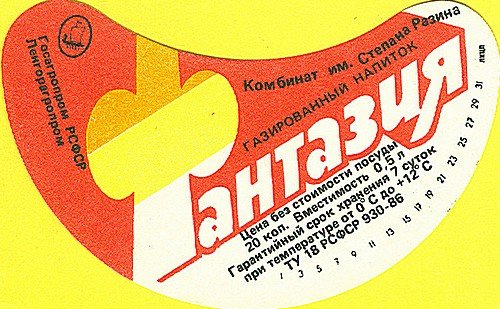 Госагропром РСФСР
Ленгорагропром
Комбинат им. Степана Разина
ГАЗИРОВАННЫЙ НАПИТОК
Фантазия
Цена без стоимости посуды
20 коп. Вместимость 0,5 л
Гарантийный срок хранения 7 суток
при температуре от 0°С до +12°С
ТУ 18 РСФСР 930-86
1 3 5 7 9 11 13 15 17 19 21 23 25 27 29 31